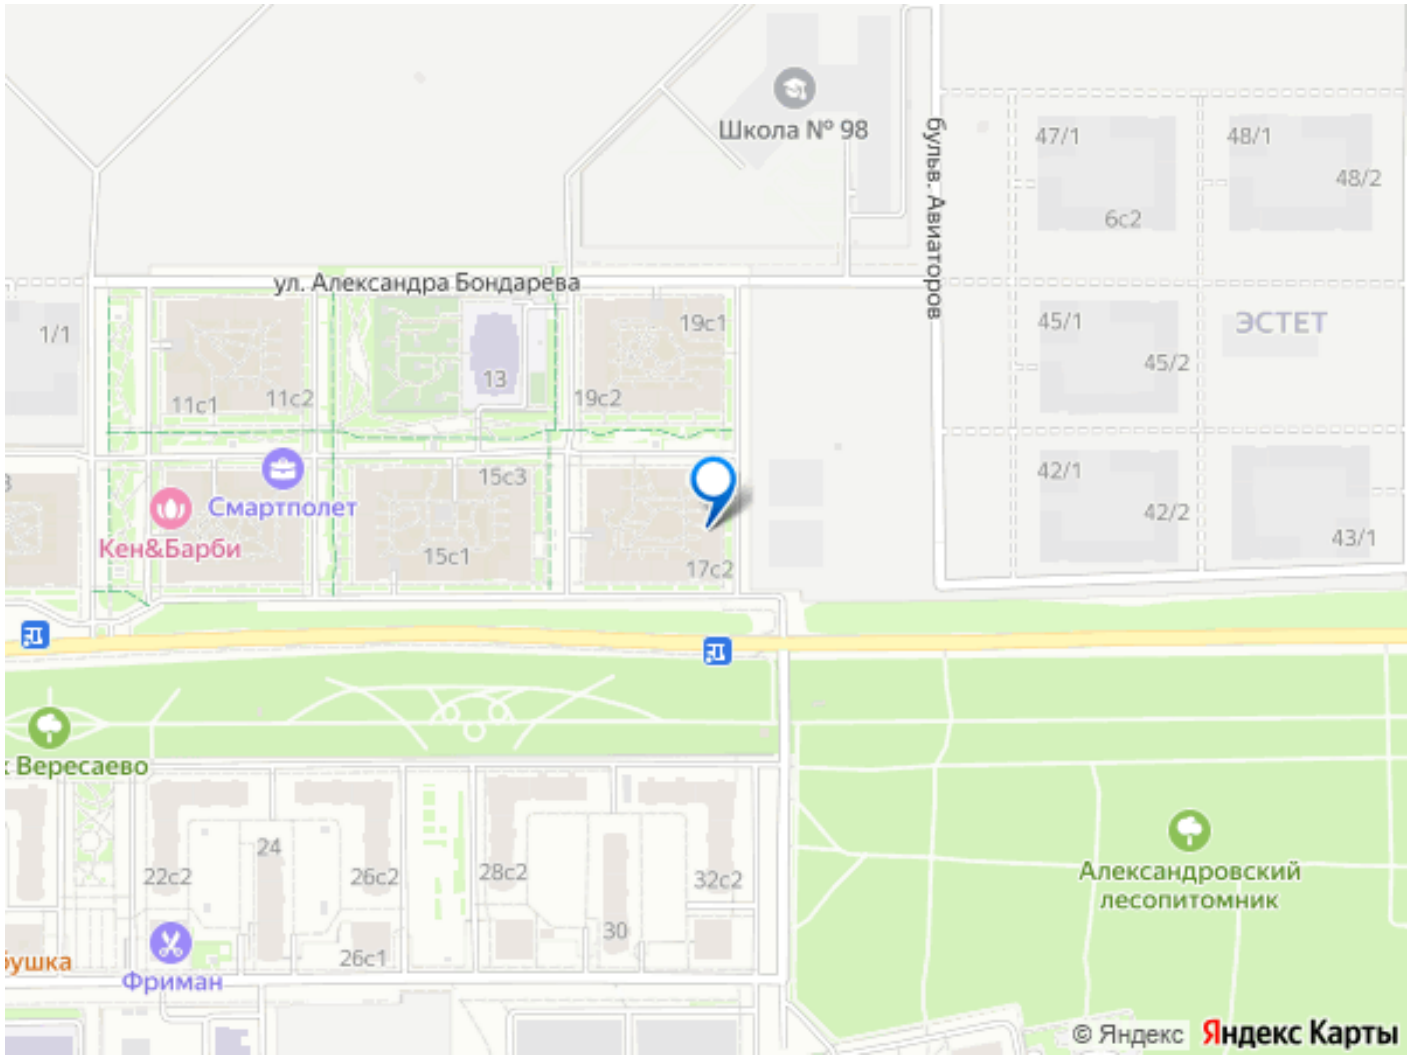 Школа № 98
бульв. Авиаторов
47/1
48/1
48/2
6с2
ул. Александра Бондарева
1/1
19с1
45/1
ЭСТЕТ
45/2
13
11с1
11с2
19с2
3
Смартполет
15с3
42/1
42/2
43/1
Кен&Барби
15с1
17с2
к Вересаево
24
22с2
26с2
28с2
32с2
Александровский
лесопитомник
30
26с1
бушка
Фриман
© Яндекс
Яндекс Карты